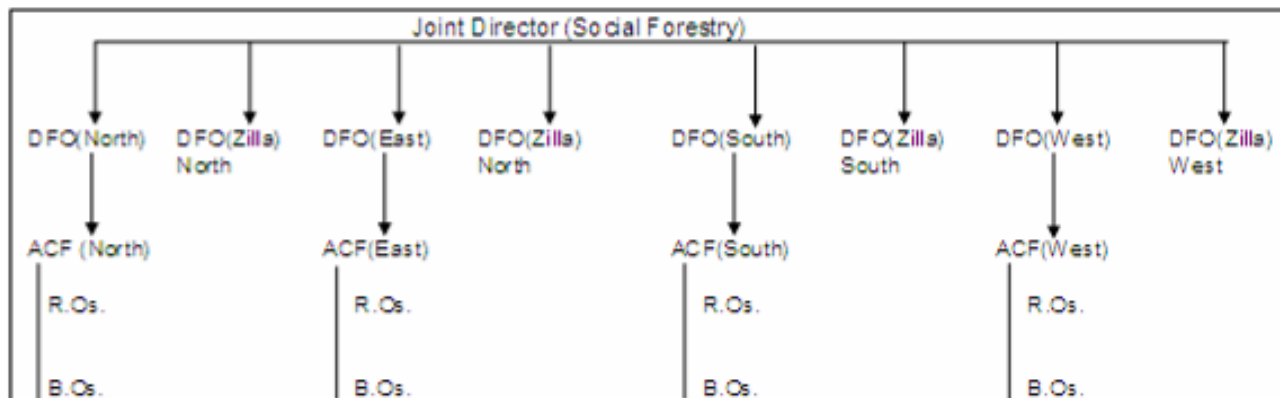 Joint Director (Social Forestry)
DFO(North) DFO(Zilla) DFO(East) DFO(Zilla) DFO(South) DFO(Zilla) DFO(West) DFO(Zilla)
North North South West
ACF (North) ACF(East) ACF(South) ACF(West)
R.Os. R.Os. R.Os. R.Os.
B.Os. B.Os. B.Os. B.Os.